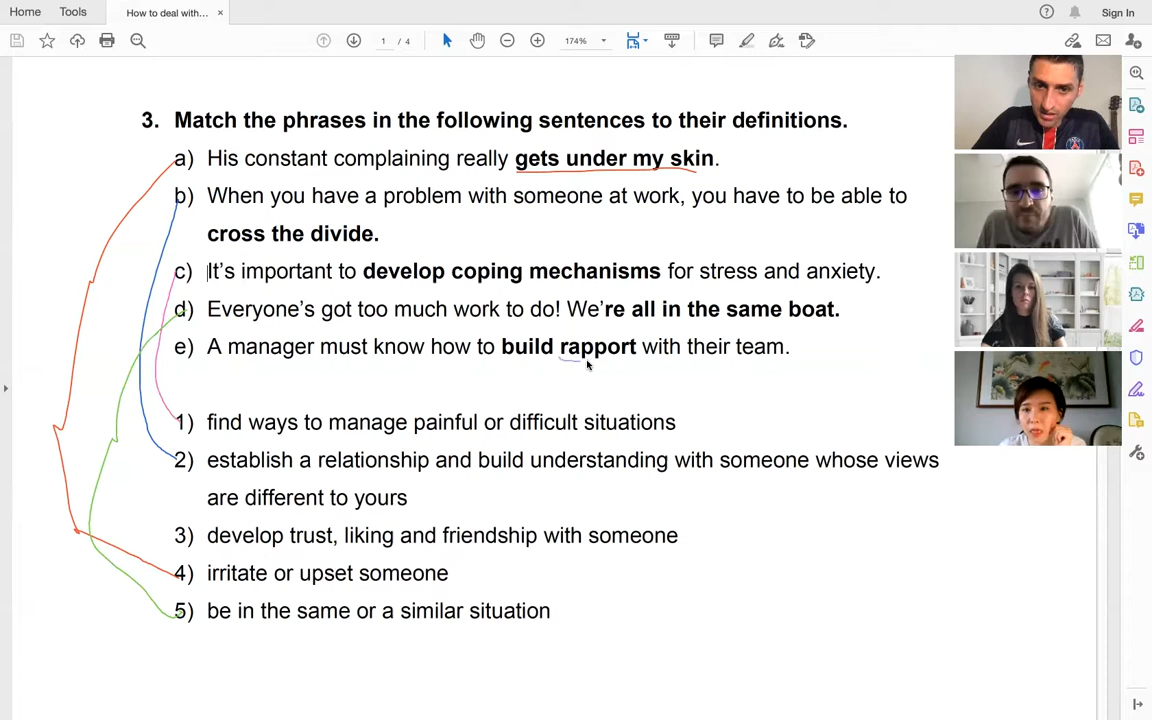 Home Tools How to deal with... × Sign In
1 / 4 174%
3. Match the phrases in the following sentences to their definitions.
a) His constant complaining really gets under my skin.
b) When you have a problem with someone at work, you have to be able to
cross the divide.
c) It's important to develop coping mechanisms for stress and anxiety.
d) Everyone's got too much work to do! We're all in the same boat.
e) A manager must know how to build rapport with their team.
1) find ways to manage painful or difficult situations
2) establish a relationship and build understanding with someone whose views
are different to yours
3) develop trust, liking and friendship with someone
4) irritate or upset someone
5) be in the same or a similar situation